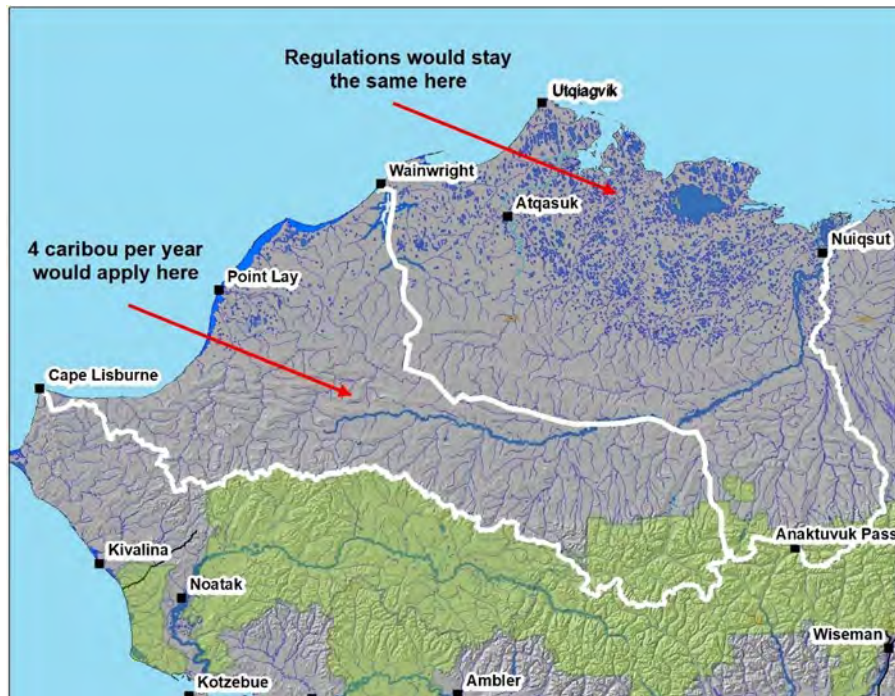 Regulations would stay
the same here
Utqiagvik
Wainwright
Atqasuk
Nuiqsut
4 caribou per year
would apply here
Point Lay
Cape Lisburne
Anaktuvuk Pass
Kivalina
Noatak
Wiseman
Kotzebue
Ambler